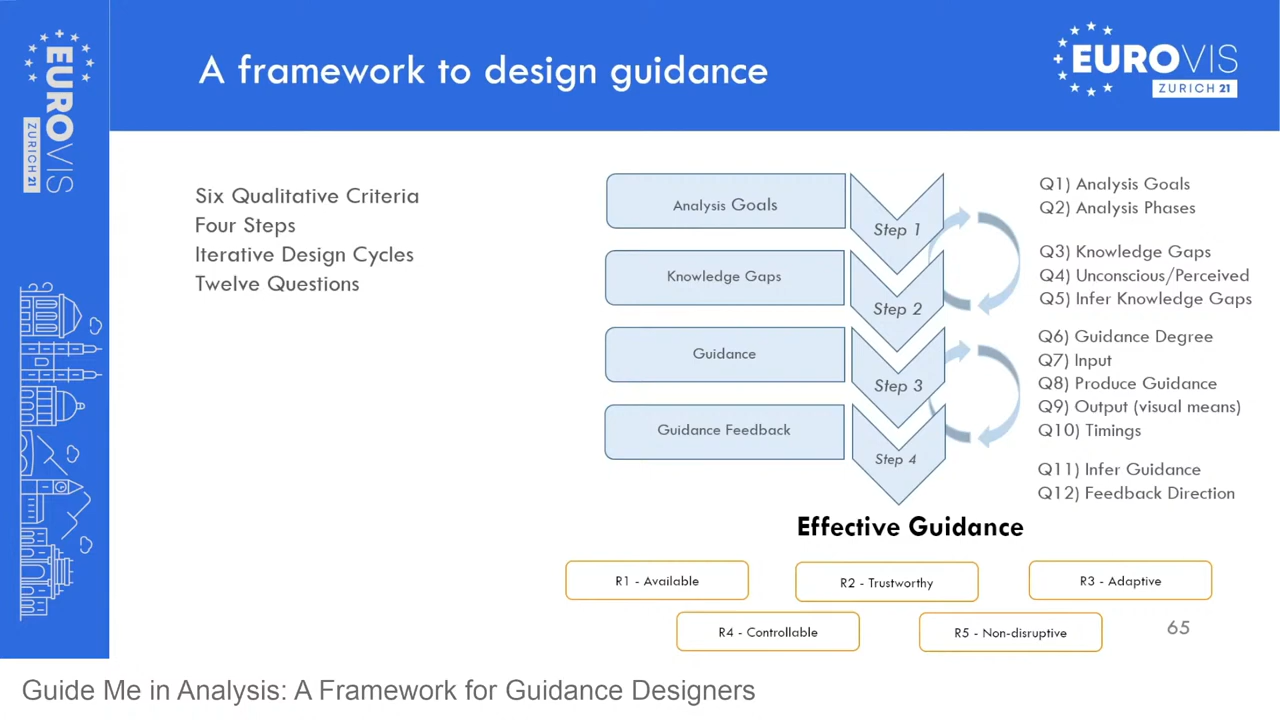 A framework to design guidance
EUROVIS
ZURICH 21
EUROVIS
ZURICH 21
Six Qualitative Criteria
Four Steps
Iterative Design Cycles
Twelve Questions
Analysis Goals
Step 1
Knowledge Gaps
Step 2
Guidance
Step 3
Guidance Feedback
Step 4
Q1) Analysis Goals
Q2) Analysis Phases
Q3) Knowledge Gaps
Q4) Unconscious/Perceived
Q5) Infer Knowledge Gaps
Q6) Guidance Degree
Q7) Input
Q8) Produce Guidance
Q9) Output (visual means)
Q10) Timings
Q11) Infer Guidance
Q12) Feedback Direction
Effective Guidance
R1 - Available
R2 - Trustworthy
R3 - Adaptive
R4 - Controllable
R5 - Non-disruptive
65
Guide Me in Analysis: A Framework for Guidance Designers